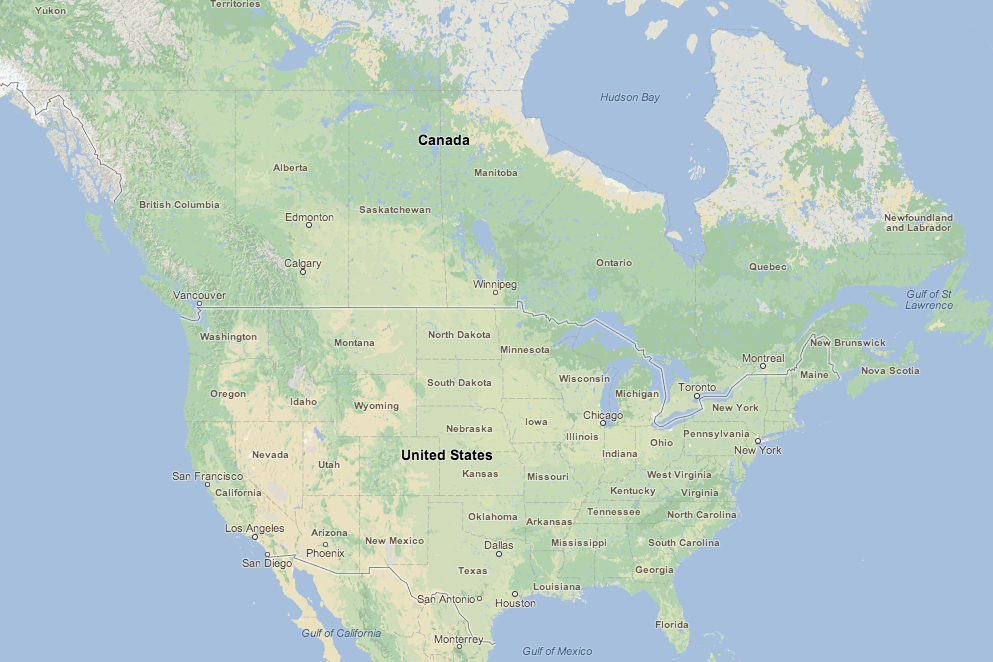 Yukon
Territories
Hudson Bay
Canada
Alberta
Manitoba
British Columbia
Saskatchewan
Edmonton
Newfoundland
and Labrador
Calgary
Ontario
Quebec
Winnipeg
Vancouver
Gulf of St
Lawrence
Washington
North Dakota
Montana
Minnesota
New Brunswick
Montreal
Maine
Nova Scotia
South Dakota
Wisconsin
Michigan
Toronto
Oregon
Idaho
Wyoming
New York
Chicago
Iowa
Nebraska
Illinois
Ohio
Pennsylvania
New York
Indiana
Nevada
United States
Utah
Kansas
Missouri
West Virginia
San Francisco
California
Kentucky
Virginia
Oklahoma
Arkansas
Tennessee
North Carolina
Los Angeles
Arizona
New Mexico
Phoenix
Dallas
Mississippi
South Carolina
San Diego
Texas
Georgia
Louisiana
San Antonio
Houston
Florida
Gulf of California
Monterrey
Gulf of Mexico